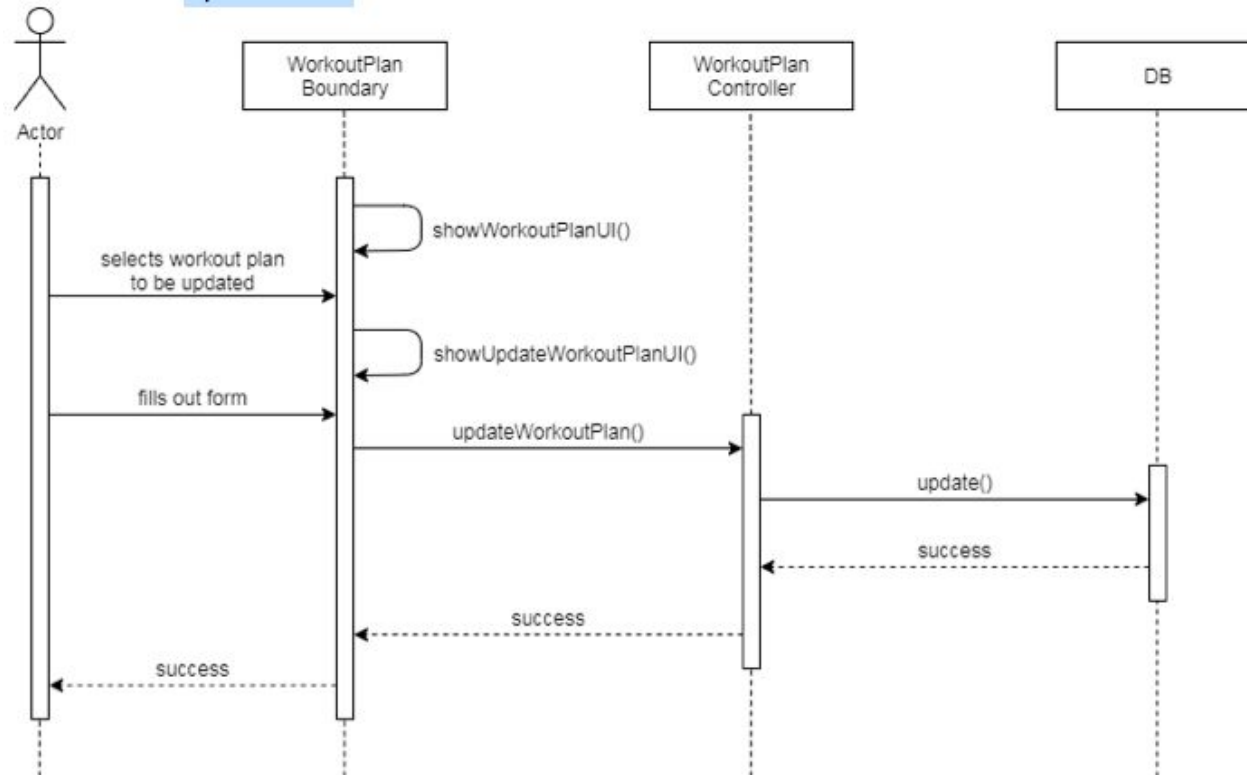 WorkoutPlan
Boundary
WorkoutPlan
Controller
DB
Actor
showWorkoutPlanUI()
selects workout plan
to be updated
showUpdateWorkoutPlanUI()
fills out form
updateWorkoutPlan()
update()
success
success
success